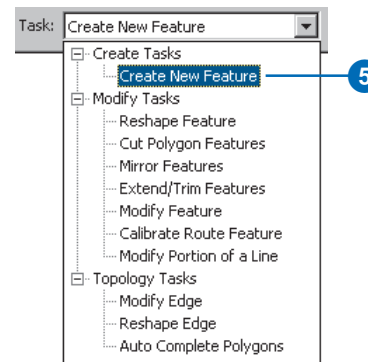 Task: Create New Feature
Create Tasks
Create New Feature
5
Modify Tasks
Reshape Feature
Cut Polygon Features
Mirror Features
Extend/Trim Features
Modify Feature
Calibrate Route Feature
Modify Portion of a Line
Topology Tasks
Modify Edge
Reshape Edge
Auto Complete Polygons